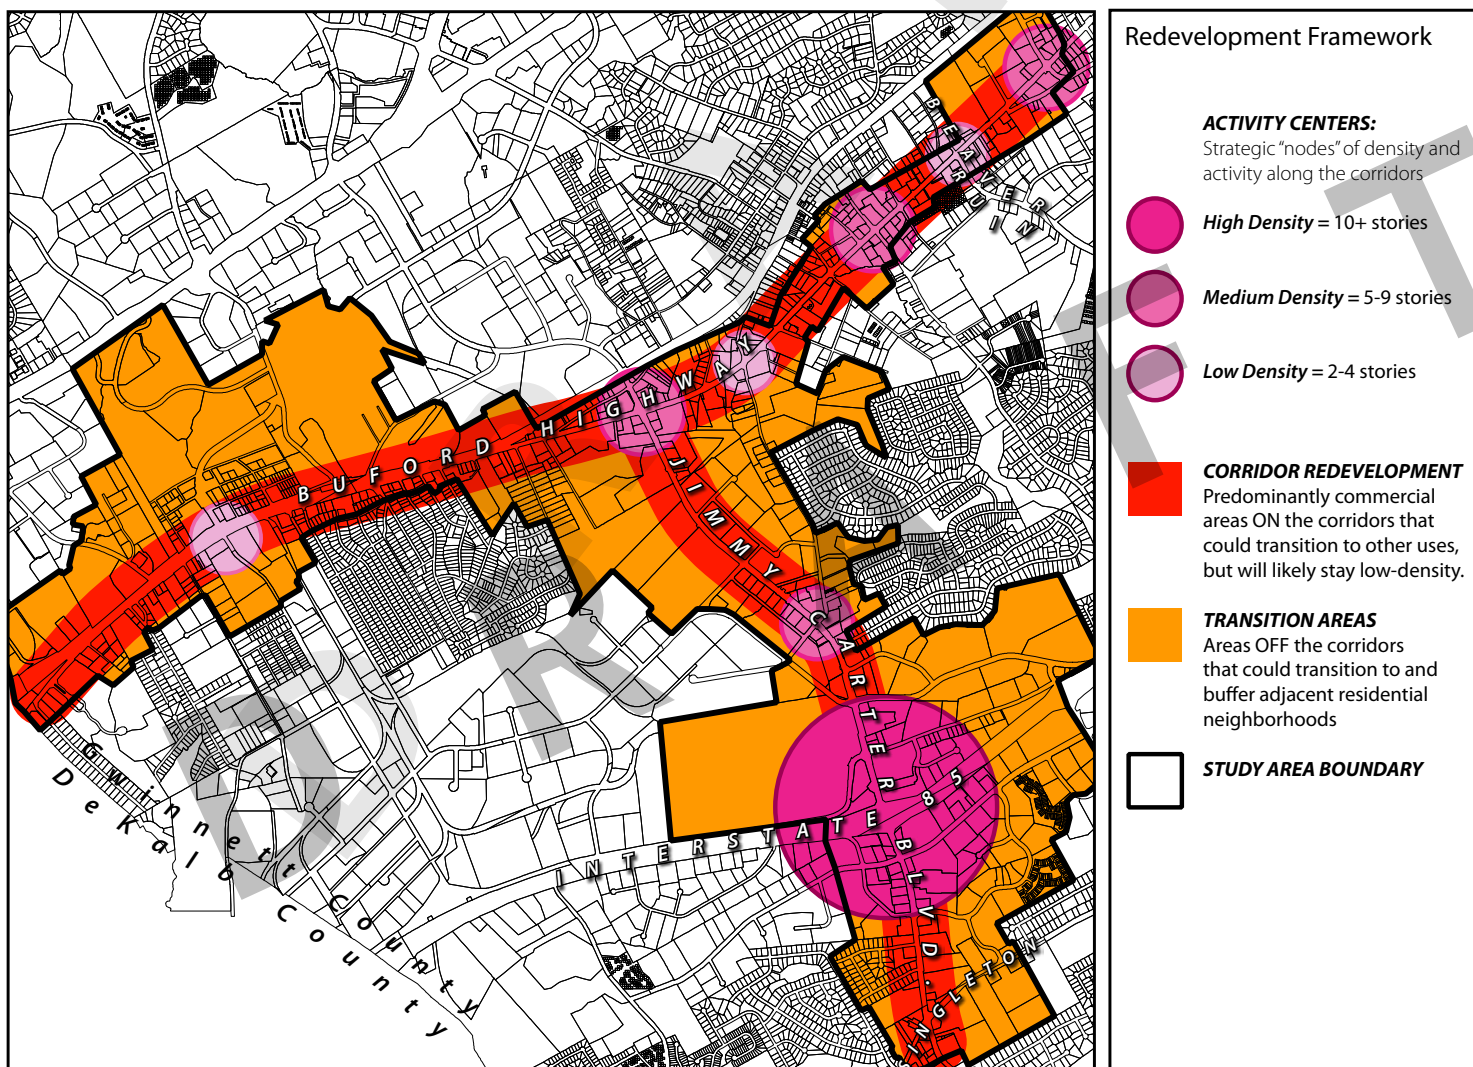 Redevelopment Framework
ACTIVITY CENTERS:
Strategic "nodes" of density and
activity along the corridors
High Density = 10+ stories
Medium Density = 5-9 stories
Low Density = 2-4 stories
CORRIDOR REDEVELOPMENT
Predominantly commercial
areas ON the corridors that
could transition to other uses,
but will likely stay low-density.
TRANSITION AREAS
Areas OFF the corridors
that could transition to and
buffer adjacent residential
neighborhoods
STUDY AREA BOUNDARY
BEAVER RUIN
BUFORD HIGHWAY
JIMMY CARTER BLVD.
INTERSTATE 85
INGLETON
Gwinnett County
DeKalb County
DRAFT